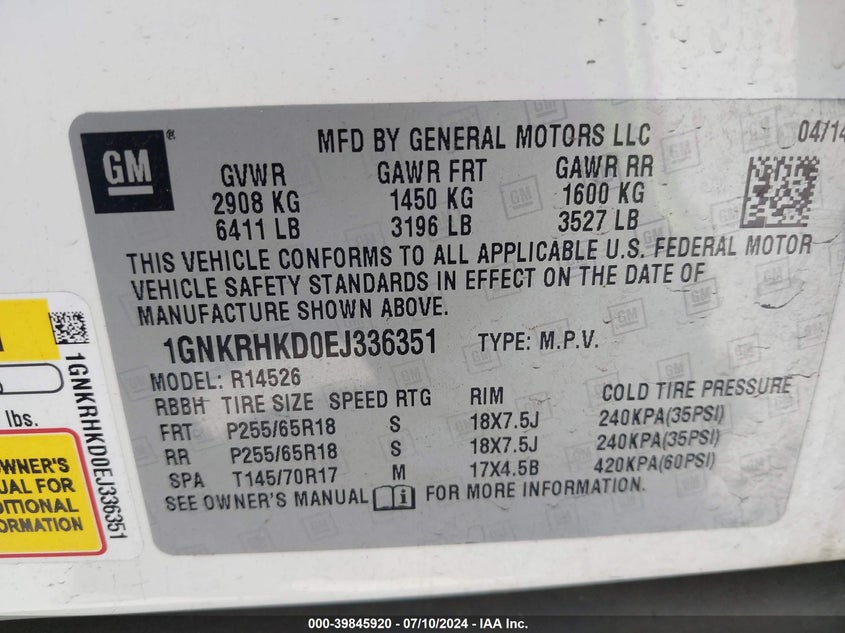 GM
MFD BY GENERAL MOTORS LLC 04/14
GVWR GAWR FRT GAWR RR
2908 KG 1450 KG 1600 KG
6411 LB 3196 LB 3527 LB
THIS VEHICLE CONFORMS TO ALL APPLICABLE U.S. FEDERAL MOTOR
VEHICLE SAFETY STANDARDS IN EFFECT ON THE DATE OF
MANUFACTURE SHOWN ABOVE.
1GNKRHKD0EJ336351 TYPE: M.P.V.
MODEL: R14526
RBBH TIRE SIZE SPEED RTG RIM COLD TIRE PRESSURE
FRT P255/65R18 S 18X7.5J 240KPA(35PSI)
RR P255/65R18 S 18X7.5J 240KPA(35PSI)
SPA T145/70R17 M 17X4.5B 420KPA(60PSI)
SEE OWNER'S MANUAL FOR MORE INFORMATION.
lbs.
OWNER'S
FOR
1GNKRHKD0EJ336351
000-39845920 / 07/10/2024 - IAA Inc.